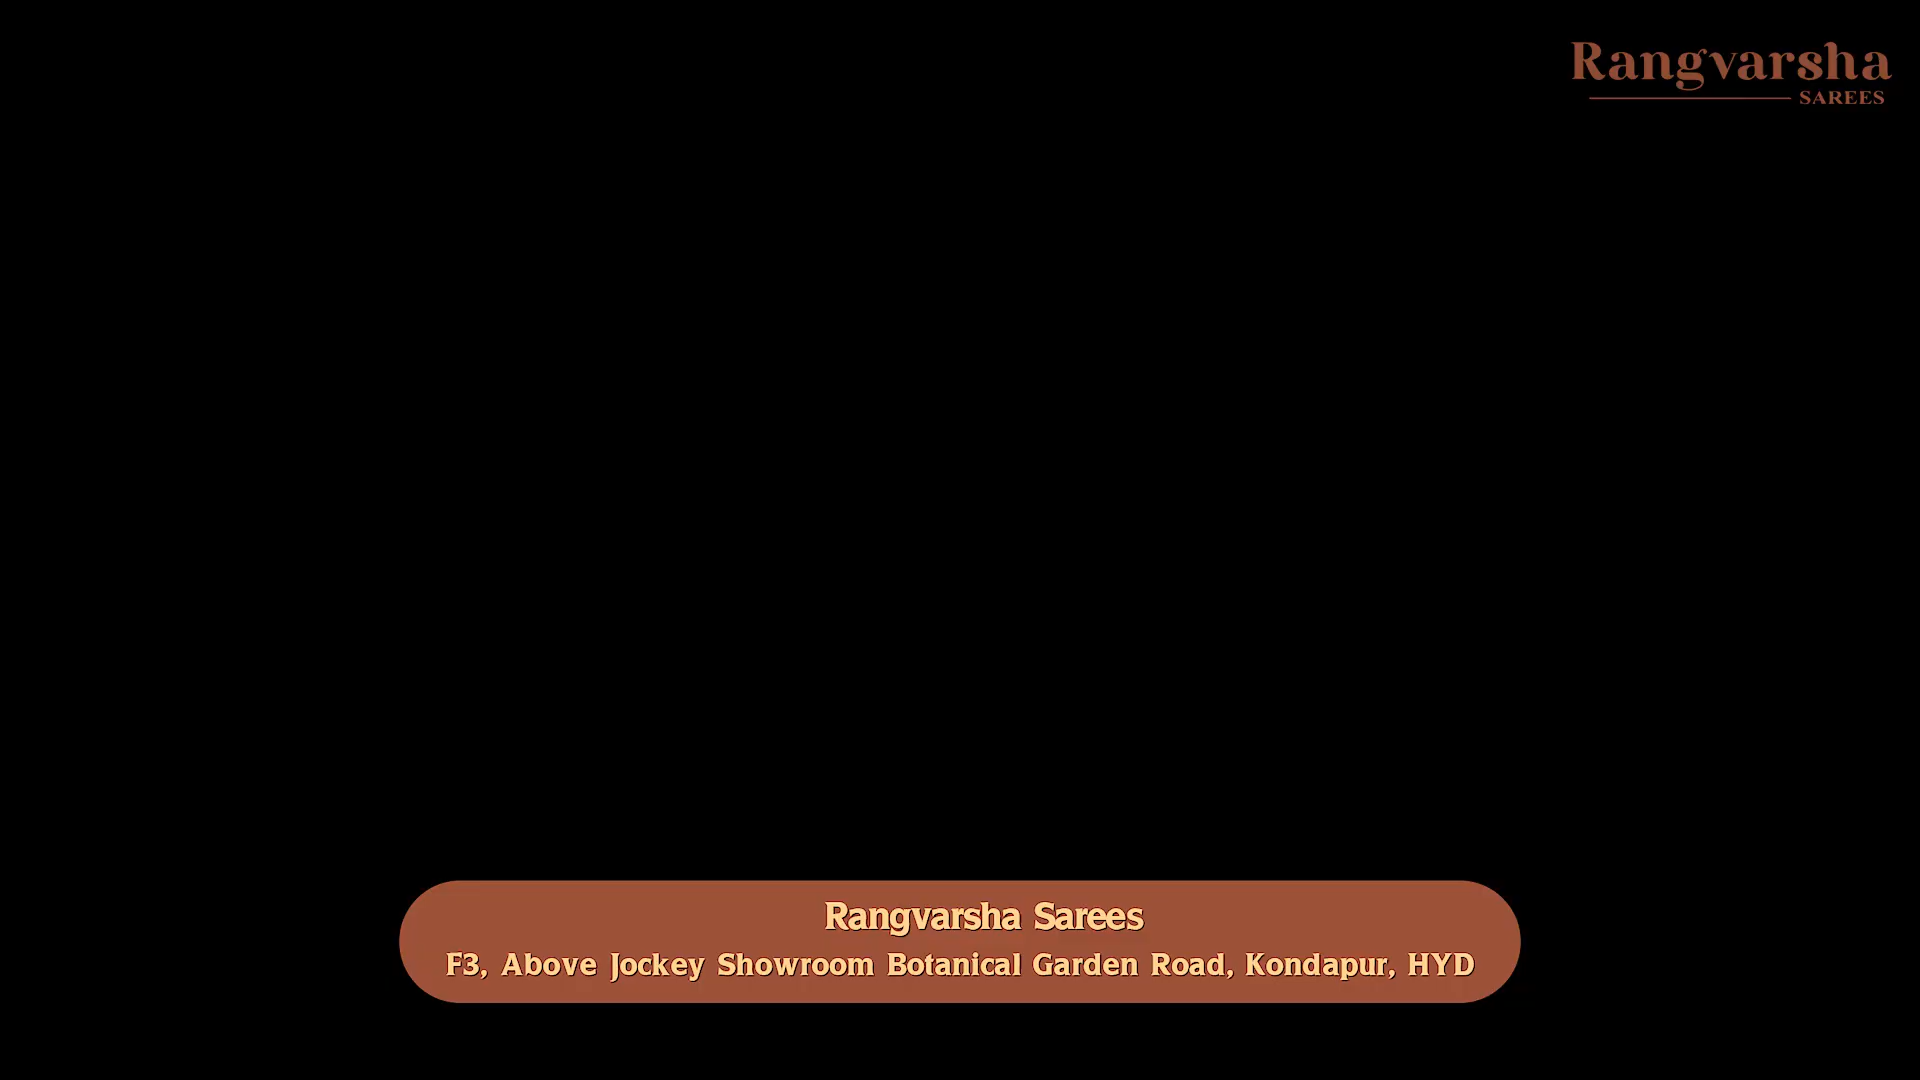 Rangvarsha
SAREES
Rangvarsha Sarees
F3, Above Jockey Showroom Botanical Garden Road, Kondapur, HYD